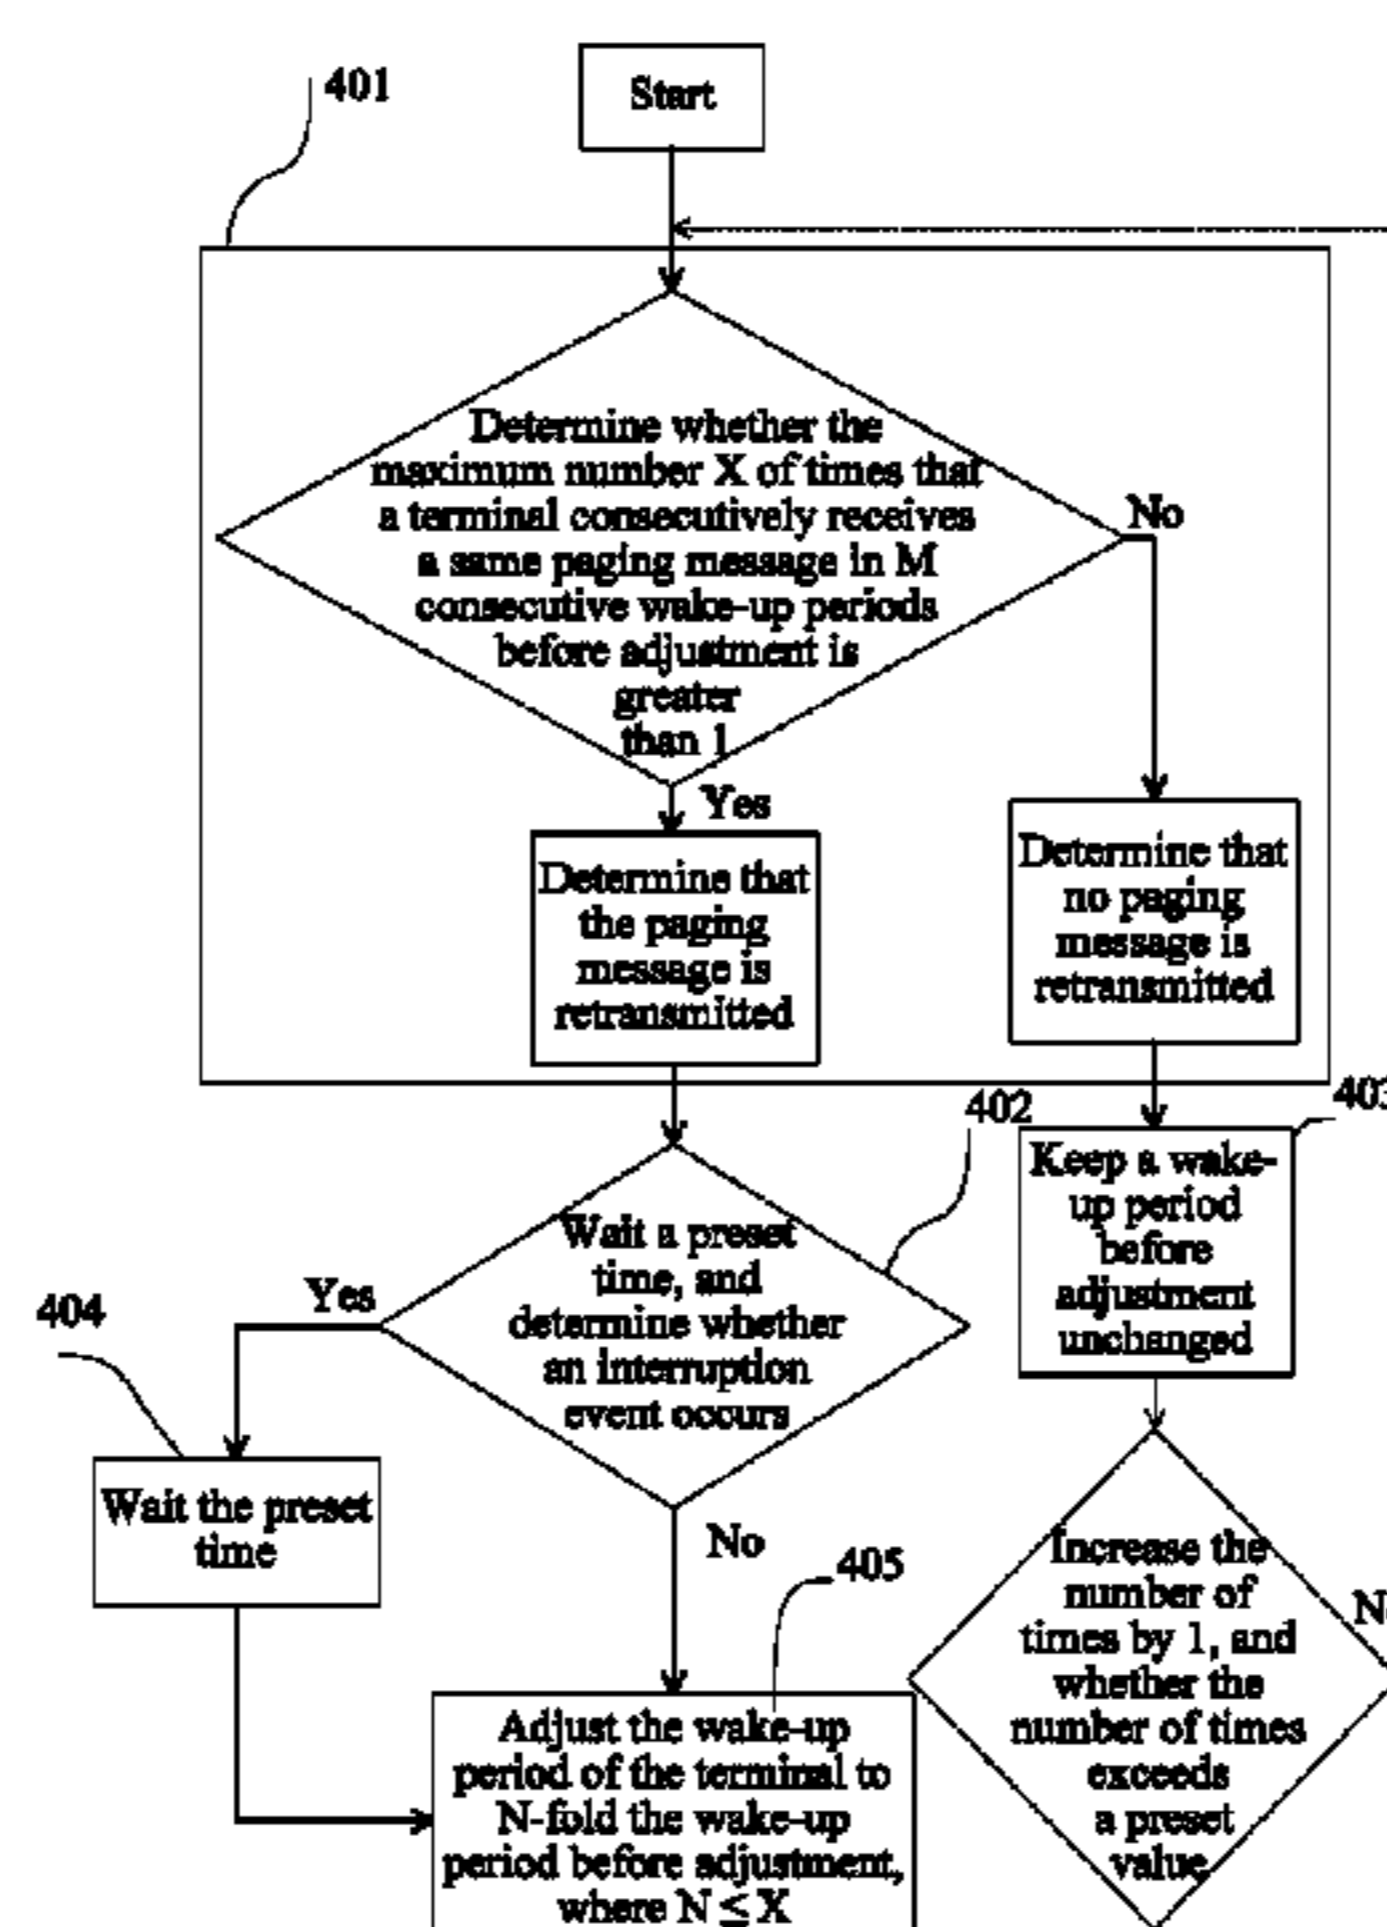 401
Start
Determine whether the
maximum number X of times that
a terminal consecutively receives
a same paging message in M
consecutive wake-up periods
before adjustment is
greater
than 1
No
Yes
Determine that
the paging
message is
retransmitted
Determine that
no paging
message is
retransmitted
402
403
Keep a wake-
up period
before
adjustment
unchanged
Wait a preset
time, and
determine whether
an interruption
event occurs
Yes
404
Wait the preset
time
No
405
Increase the
number of
times by 1, and
whether the
number of times
exceeds
a preset
value
Adjust the wake-up
period of the terminal to
N-fold the wake-up
period before adjustment,
where N ≤ X